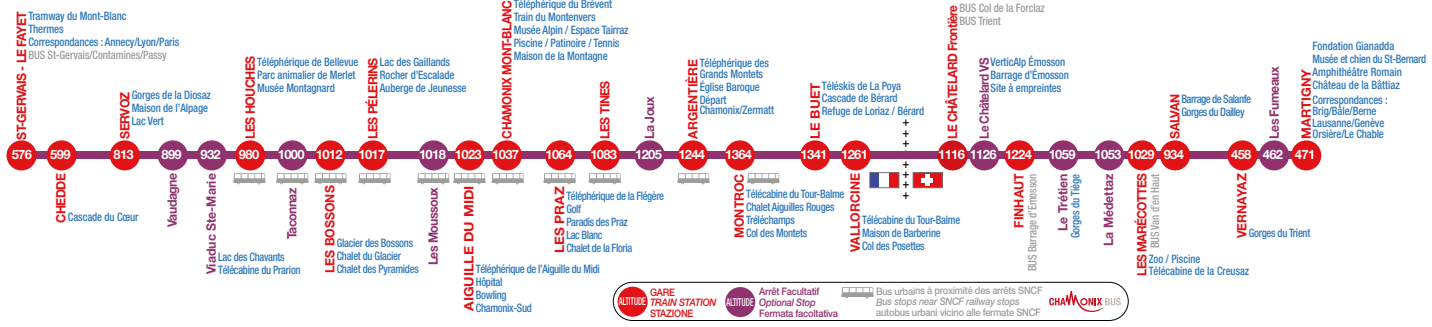 ST-GERVAIS - LE FAYET
Tramway du Mont-Blanc
Thermes
Correspondances : Annecy/Lyon/Paris
BUS St-Gervais/Contamines/Passy
576
599
CHEDDE
Cascade du Cœur
SERVOZ
Gorges de la Diosaz
Maison de l'Alpage
Lac Vert
813
899
Vaudagne
932
Viaduc Ste-Marie
Lac des Chavants
Télécabine du Prarion
LES HOUCHES
Téléphérique de Bellevue
Parc animalier de Merlet
Musée Montagnard
980
1000
Taconnaz
1012
LES BOSSONS
Glacier des Bossons
Chalet du Glacier
Chalet des Pyramides
LES PÉLERINS
Lac des Gaillands
Rocher d'Escalade
Auberge de Jeunesse
1017
1018
Les Moussoux
1023
AIGUILLE DU MIDI
Téléphérique de l'Aiguille du Midi
Hôpital
Bowling
Chamonix-Sud
CHAMONIX MONT-BLANC
Téléphérique du Brévent
Train du Montenvers
Musée Alpin / Espace Tairraz
Piscine / Patinoire / Tennis
Maison de la Montagne
1037
1064
LES PRAZ
Téléphérique de la Flégère
Golf
Paradis des Praz
Lac Blanc
Chalet de la Floria
LES TINES
1083
La Joux
1205
ARGENTIÈRE
Téléphérique des
Grands Montets
Église Baroque
Départ
Chamonix/Zermatt
1244
1364
MONTROC
Télécabine du Tour-Balme
Chalet Aiguilles Rouges
Tréléchamps
Col des Montets
LE BUET
Téléskis de La Poya
Cascade de Bérard
Refuge de Loriaz / Bérard
1341
1261
VALLORCINE
Télécabine du Tour-Balme
Maison de Barberine
Col des Posettes
LE CHÂTELARD Frontière
BUS Col de la Forclaz
BUS Trient
1116
Le Châtelard VS
VerticAlp Émosson
Barrage d'Émosson
Site à empreintes
1126
1224
FINHAUT
BUS Barrage d'Emosson
1059
Le Trétien
Gorges du Tiège
1053
La Médettaz
1029
LES MARÉCOTTES
BUS Van d'en Haut
Zoo / Piscine
Télécabine de la Creusaz
SALVAN
Barrage de Salanfe
Gorges du Dailley
934
458
VERNAYAZ
Gorges du Trient
Les Fumeaux
462
MARTIGNY
Fondation Gianadda
Musée et chien du St-Bernard
Amphithéâtre Romain
Château de la Bâttiaz
Correspondances :
Brig/Bâle/Berne
Lausanne/Genève
Orsière/Le Chable
471
ALTITUDE
GARE
TRAIN STATION
STAZIONE
ALTITUDE
Arrêt Facultatif
Optional Stop
Fermata facoltativa
Bus urbains à proximité des arrêts SNCF
Bus stops near SNCF railway stops
autobus urbani vicino alle fermate SNCF
CHAMONIX BUS